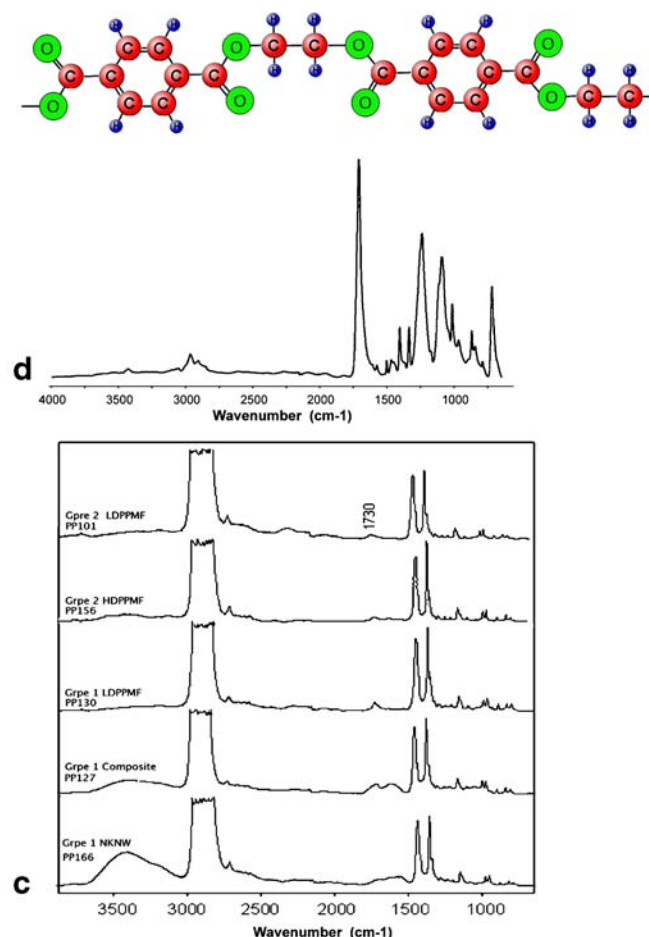 H H H H H H
O C C O C C O C C O
C C C C H H C C C C H H
O C C O O C C O C C
H H H H H H
d
4000 3500 3000 2500 2000 1500 1000
Wavenumber (cm-1)
1730
Gpre 2 LDPPMF
PP101
Grpe 2 HDPPMF
PP156
Grpe 1 LDPPMF
PP130
Grpe 1 Composite
PP127
Grpe 1 NKNW
PP166
c
3500 3000 2500 2000 1500 1000
Wavenumber (cm-1)